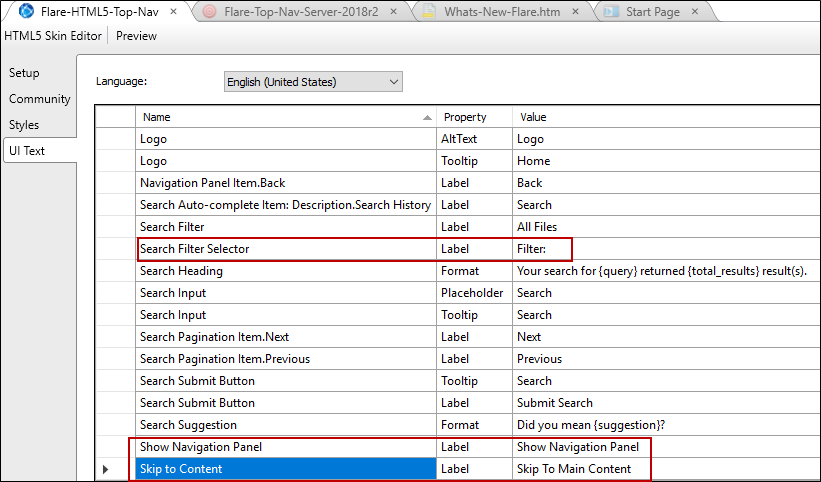 Flare-HTML5-Top-Nav × Flare-Top-Nav-Server-2018r2 × Whats-New-Flare.htm × Start Page ×
HTML5 Skin Editor Preview
Setup
Community
Styles
UI Text
Language: English (United States)
Name Property Value
Logo AltText Logo
Logo Tooltip Home
Navigation Panel Item.Back Label Back
Search Auto-complete Item: Description.Search History Label Search
Search Filter Label All Files
Search Filter Selector Label Filter:
Search Heading Format Your search for {query} returned {total_results} result(s).
Search Input Placeholder Search
Search Input Tooltip Search
Search Pagination Item.Next Label Next
Search Pagination Item.Previous Label Previous
Search Submit Button Tooltip Search
Search Submit Button Label Submit Search
Search Suggestion Format Did you mean {suggestion}?
Show Navigation Panel Label Show Navigation Panel
Skip to Content Label Skip To Main Content